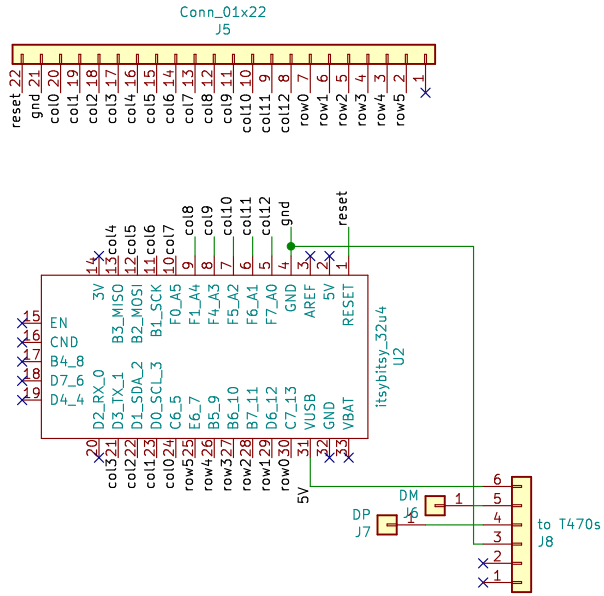 Conn_01x22
J5
22 21 20 19 18 17 16 15 14 13 12 11 10 9 8 7 6 5 4 3 2 1
reset gnd col0 col1 col2 col3 col4 col5 col6 col7 col8 col9 col10 col11 col12 row0 row1 row2 row3 row4 row5
col4 col5 col6 col7 col8 col9 col10 col11 col12 gnd reset
14 13 12 11 10 9 8 7 6 5 4 3 2 1
3V B3_MISO B2_MOSI B1_SCK F0_A5 F1_A4 F4_A3 F5_A2 F6_A1 F7_A0 GND AREF 5V RESET
15 EN
16 CND
17 B4_8
18 D7_6
19 D4_4
itsybitsy_32u4
U2
D2_RX_0 D3_TX_1 D1_SDA_2 D0_SCL_3 C6_5 E6_7 B5_9 B6_10 B7_11 D6_12 C7_13 VUSB GND VBAT
20 21 22 23 24 25 26 27 28 29 30 31 32 33
col3 col2 col1 col0 row5 row4 row3 row2 row1 row0 5V
6
DM 1 5
J6
DP 1 4
J7
3
2
1
to T470s
J8